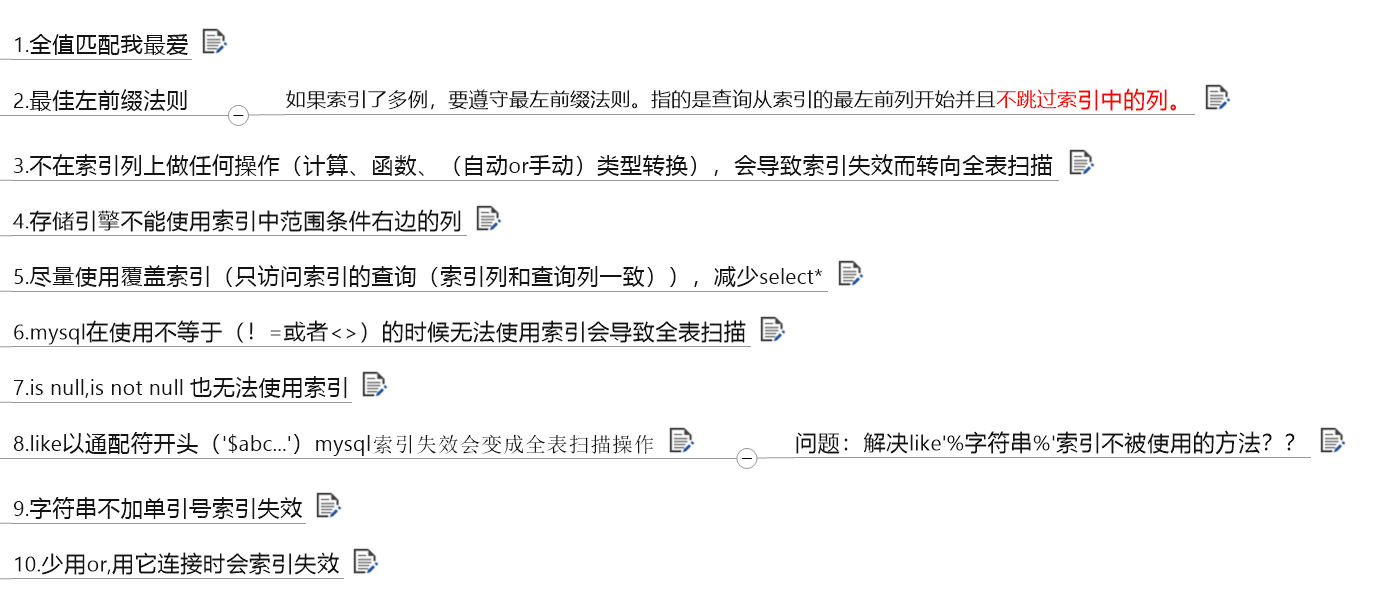 1.全值匹配我最爱
2.最佳左前缀法则
如果索引了多例，要遵守最左前缀法则。指的是查询从索引的最左前列开始并且不跳过索引中的列。
3.不在索引列上做任何操作（计算、函数、（自动or手动）类型转换），会导致索引失效而转向全表扫描
4.存储引擎不能使用索引中范围条件右边的列
5.尽量使用覆盖索引（只访问索引的查询（索引列和查询列一致）），减少select*
6.mysql在使用不等于（！=或者<>）的时候无法使用索引会导致全表扫描
7.is null,is not null 也无法使用索引
8.like以通配符开头（'$abc...'）mysql索引失效会变成全表扫描操作
问题：解决like'%字符串%'索引不被使用的方法？？
9.字符串不加单引号索引失效
10.少用or,用它连接时会索引失效